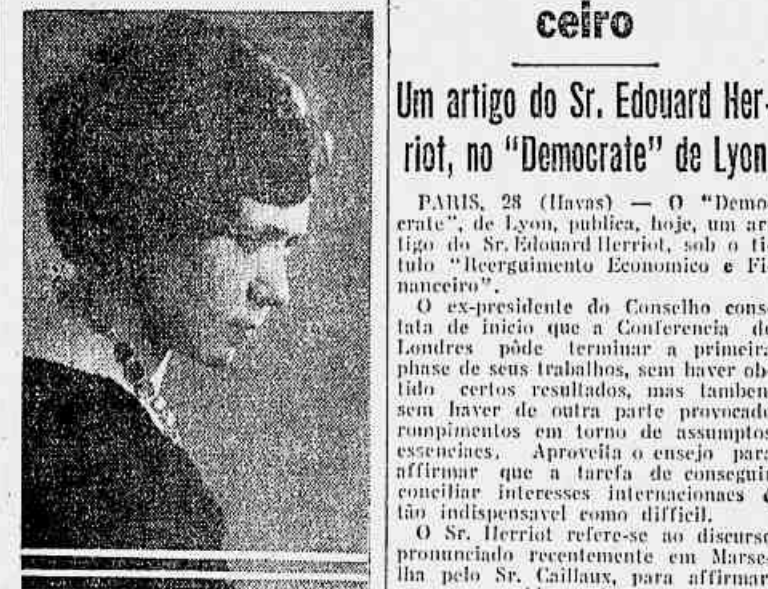 ceiro
Um artigo do Sr. Edouard Her-
riot, no "Democrate" de Lyon
PARIS, 28 (Havas) — O "Demo-
crate", de Lyon, publica, hoje, um ar-
tigo do Sr. Edouard Herriot, sob o ti-
tulo "Reerguimento Economico e Fi-
nanceiro".
O ex-presidente do Conselho cons-
tata de inicio que a Conferencia de
Londres pôde terminar a primeira
phase de seus trabalhos, sem haver ob-
tido certos resultados, mas tambem
sem haver de outra parte provocado
rompimentos em torno de assumptos
essenciaes. Aproveita o ensejo para
affirmar que a tarefa de conseguir
conciliar interesses internacionaes é
tão indispensavel como difficil.
O Sr. Herriot refere-se ao discurso
pronunciado recentemente em Marse-
lha pelo Sr. Caillaux, para affirmar